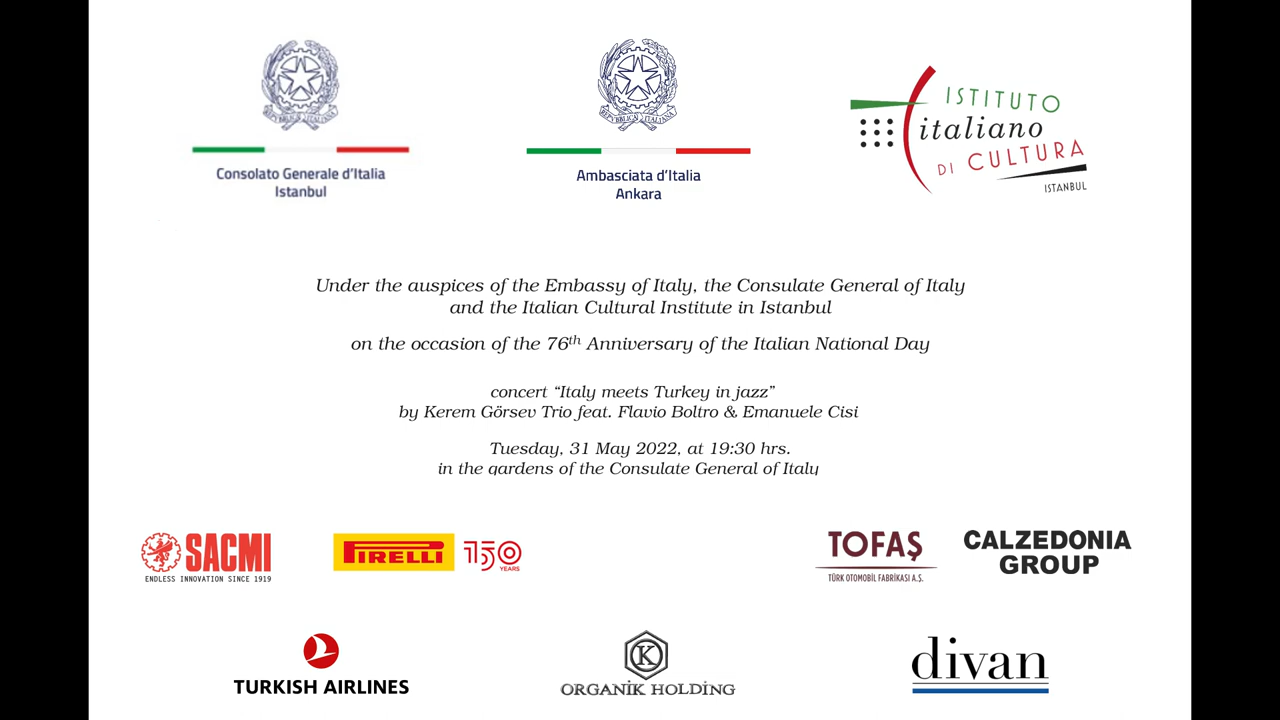 REPVBBLICA ITALIANA
Consolato Generale d'Italia
Istanbul
REPVBBLICA ITALIANA
Ambasciata d'Italia
Ankara
ISTITUTO
italiano
DI CULTURA
ISTANBUL
Under the auspices of the Embassy of Italy, the Consulate General of Italy
and the Italian Cultural Institute in Istanbul
on the occasion of the 76th Anniversary of the Italian National Day
concert “Italy meets Turkey in jazz”
by Kerem Görsev Trio feat. Flavio Boltro & Emanuele Cisi
Tuesday, 31 May 2022, at 19:30 hrs.
in the gardens of the Consulate General of Italy
SACMI
ENDLESS INNOVATION SINCE 1919
PIRELLI
150
YEARS
TOFAŞ
TÜRK OTOMOBİL FABRİKASI A.Ş.
CALZEDONIA
GROUP
TURKISH AIRLINES
K
ORGANİK HOLDİNG
divan